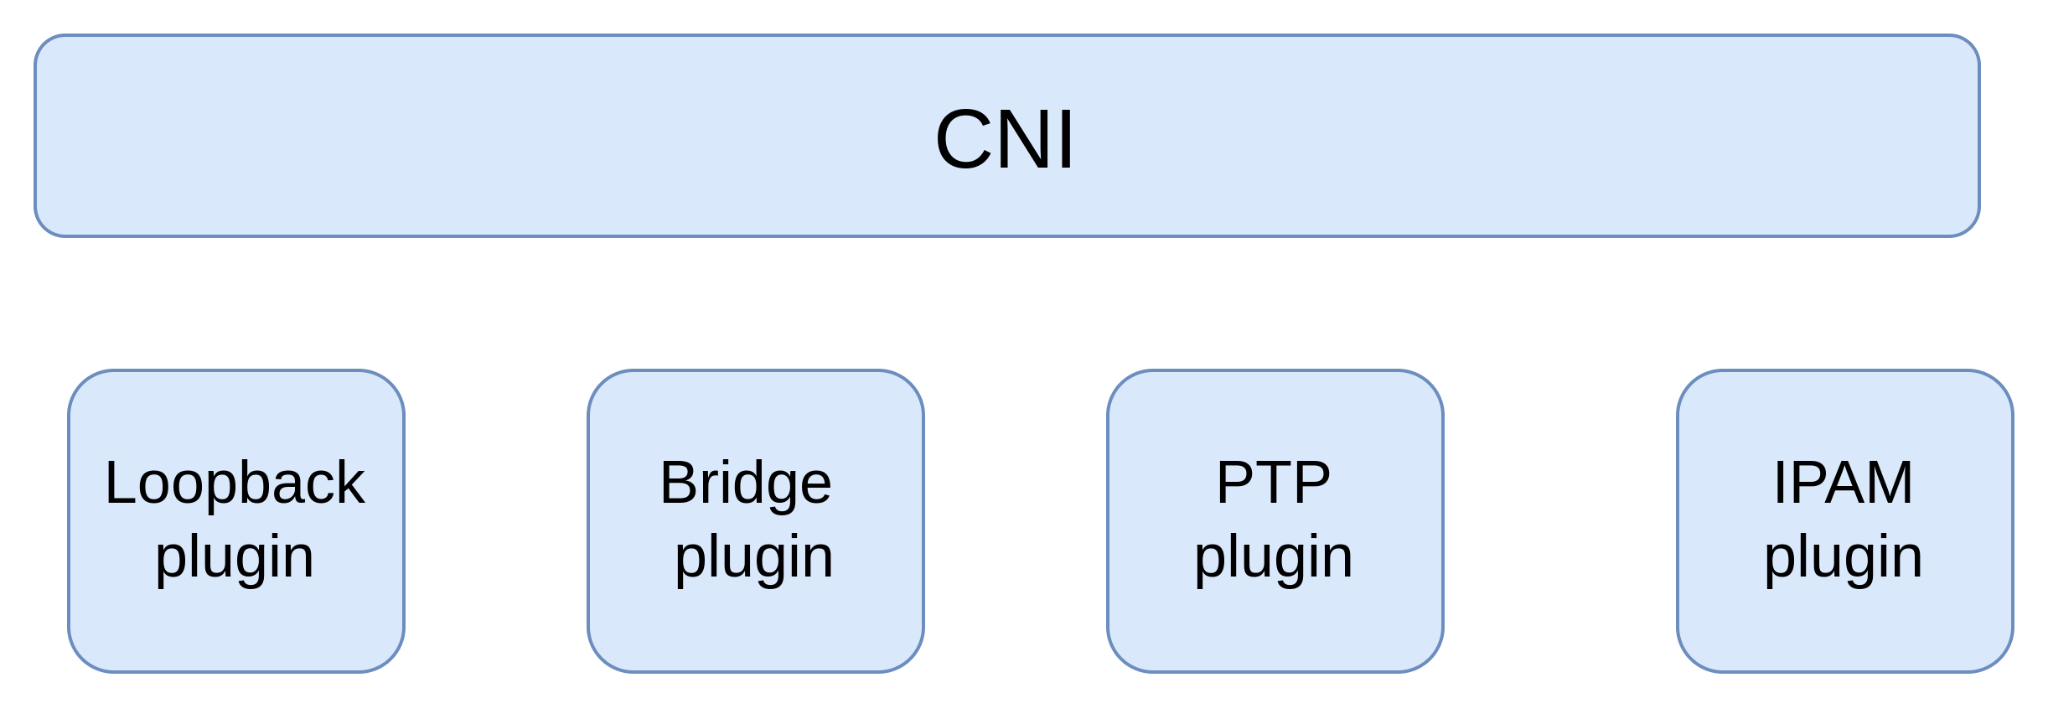 CNI
Loopback
plugin
Bridge
plugin
PTP
plugin
IPAM
plugin